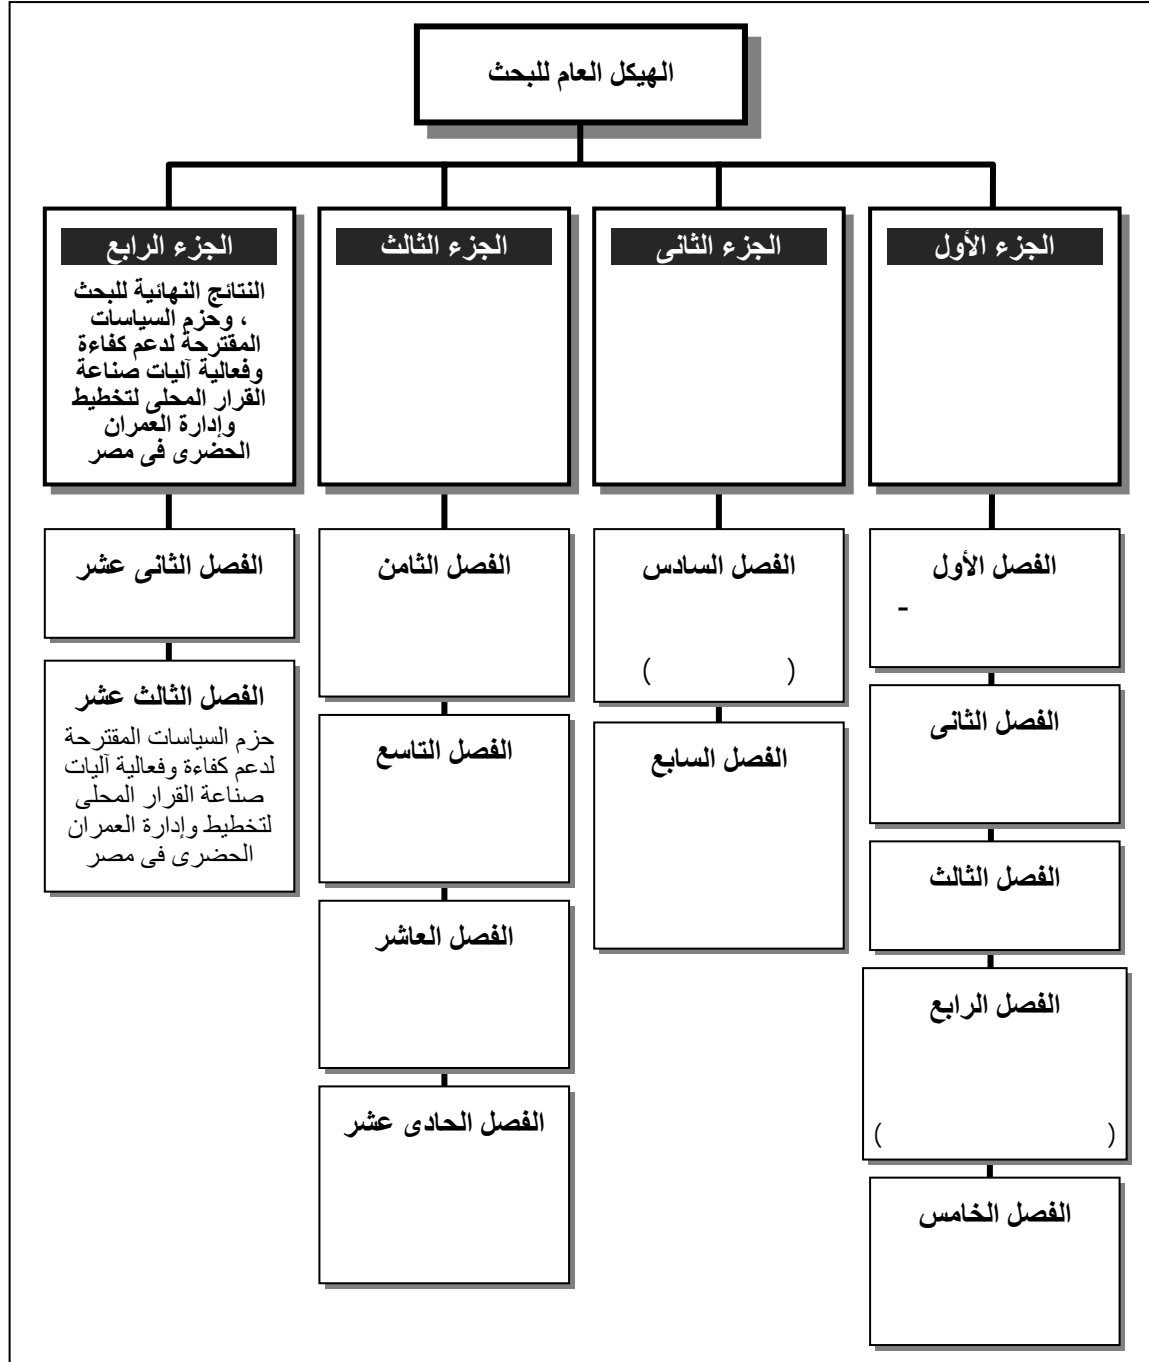 الهيكل العام للبحث
الجزء الأول
الفصل الأول
-
الفصل الثانى
الفصل الثالث
الفصل الرابع
( )
الفصل الخامس
الجزء الثانى
الفصل السادس
( )
الفصل السابع
الجزء الثالث
الفصل الثامن
الفصل التاسع
الفصل العاشر
الفصل الحادى عشر
الجزء الرابع
النتائج النهائية للبحث
، وحزم السياسات
المقترحة لدعم كفاءة
وفعالية آليات صناعة
القرار المحلى لتخطيط
وإدارة العمران
الحضرى فى مصر
الفصل الثانى عشر
الفصل الثالث عشر
حزم السياسات المقترحة
لدعم كفاءة وفعالية آليات
صناعة القرار المحلى
لتخطيط وإدارة العمران
الحضرى فى مصر